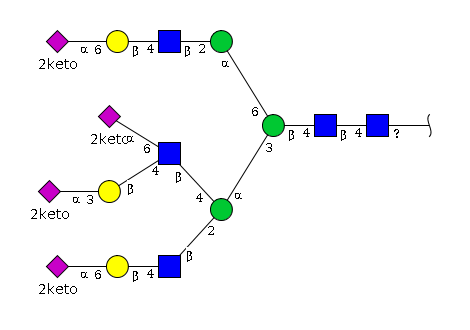 α 6 β 4 β 2 α
2keto
6
2ketoα 6
β 4 β 4 ?
3
4 β
α 3 β
2keto
4 α
2
β
α 6 β 4
2keto